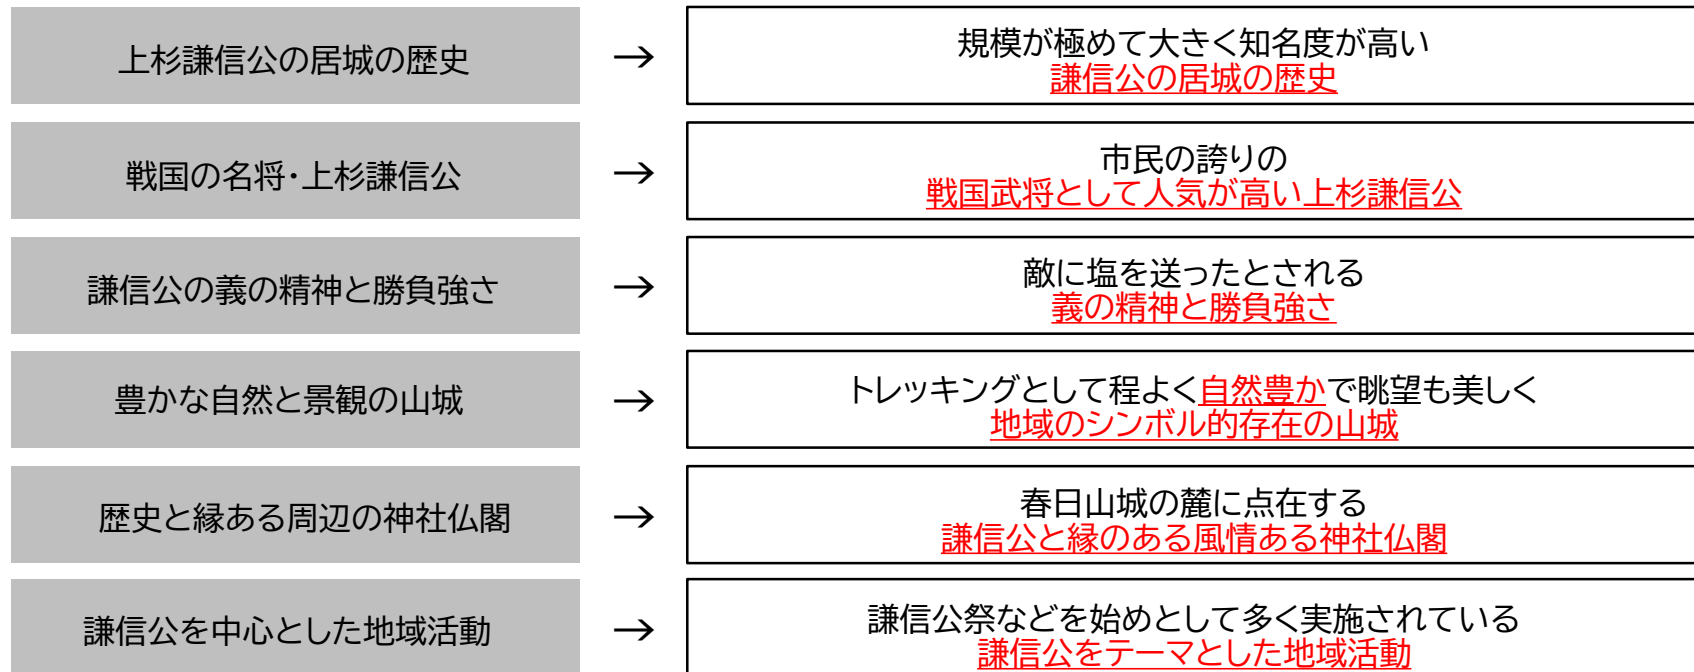 上杉謙信公の居城の歴史
→
規模が極めて大きく知名度が高い
謙信公の居城の歴史
戦国の名将・上杉謙信公
→
市民の誇りの
戦国武将として人気が高い上杉謙信公
謙信公の義の精神と勝負強さ
→
敵に塩を送ったとされる
義の精神と勝負強さ
豊かな自然と景観の山城
→
トレッキングとして程よく自然豊かで眺望も美しく
地域のシンボル的存在の山城
歴史と縁ある周辺の神社仏閣
→
春日山城の麓に点在する
謙信公と縁のある風情ある神社仏閣
謙信公を中心とした地域活動
→
謙信公祭などを始めとして多く実施されている
謙信公をテーマとした地域活動